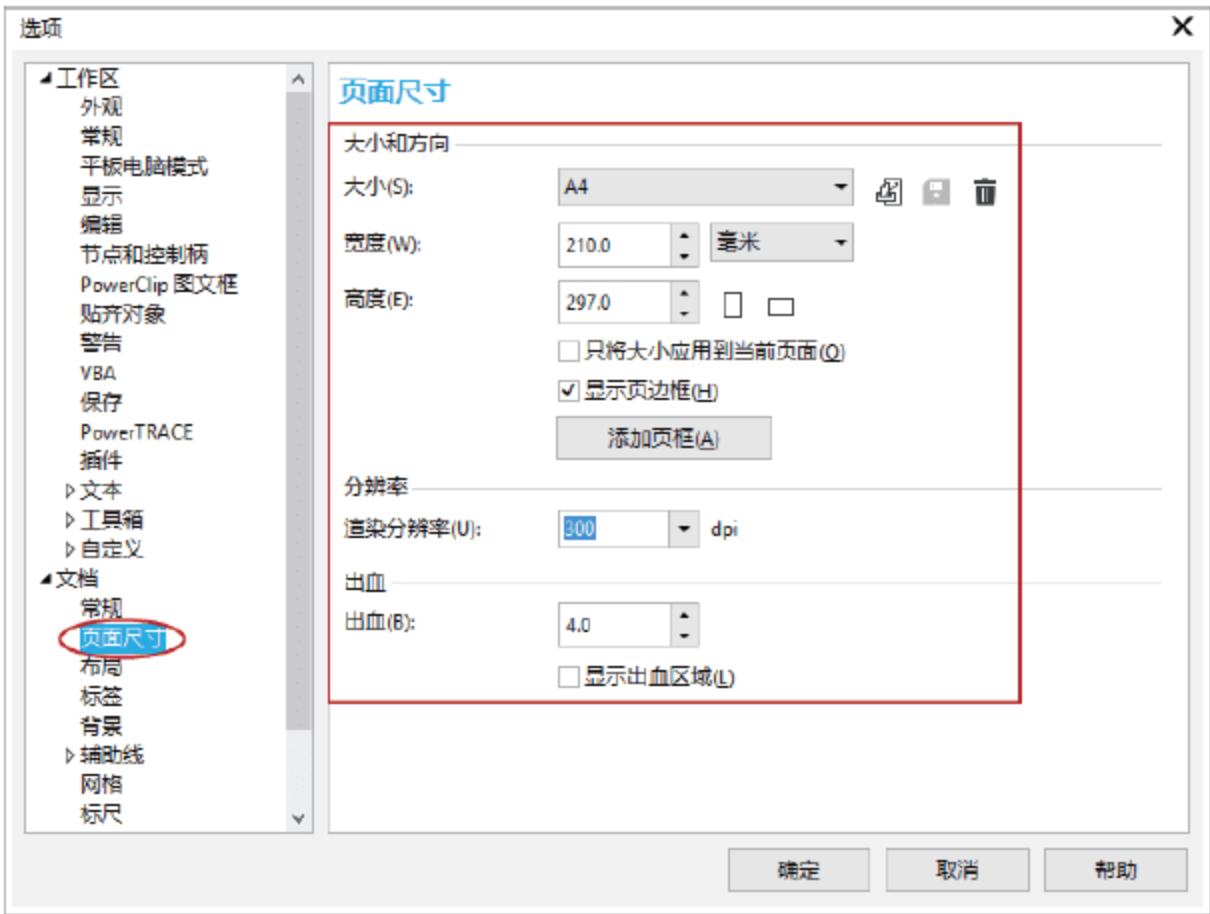 选项
工作区
外观
常规
平板电脑模式
显示
编辑
节点和控制柄
PowerClip 图文框
贴齐对象
警告
VBA
保存
PowerTRACE
插件
文本
工具箱
自定义
文档
常规
页面尺寸
布局
标签
背景
辅助线
网格
标尺
页面尺寸
大小和方向
大小(S): A4
宽度(W): 210.0 毫米
高度(E): 297.0
只将大小应用到当前页面(O)
显示页边框(H)
添加页框(A)
分辨率
渲染分辨率(U): 300 dpi
出血
出血(B): 4.0
显示出血区域(L)
确定 取消 帮助